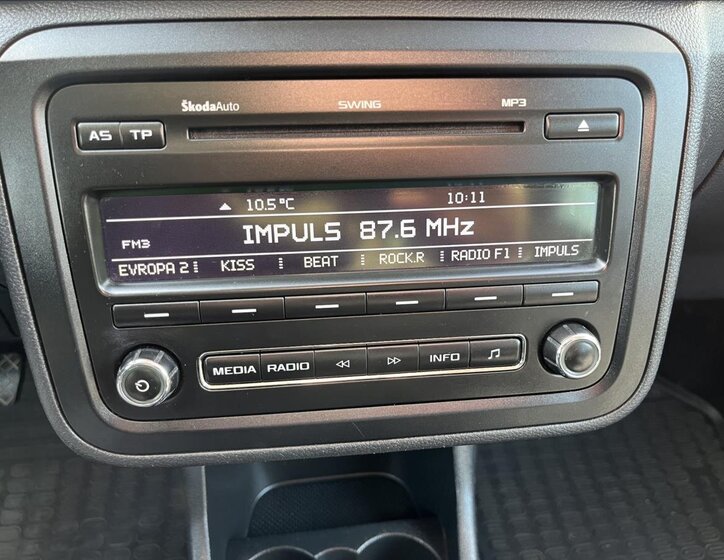 ŠkodaAuto SWING MP3
AS TP
10.5°C 10:11
IMPULS 87.6 MHz
FM3
EVROPA 2 KISS BEAT ROCK.R RADIO F1 IMPULS
MEDIA RADIO INFO